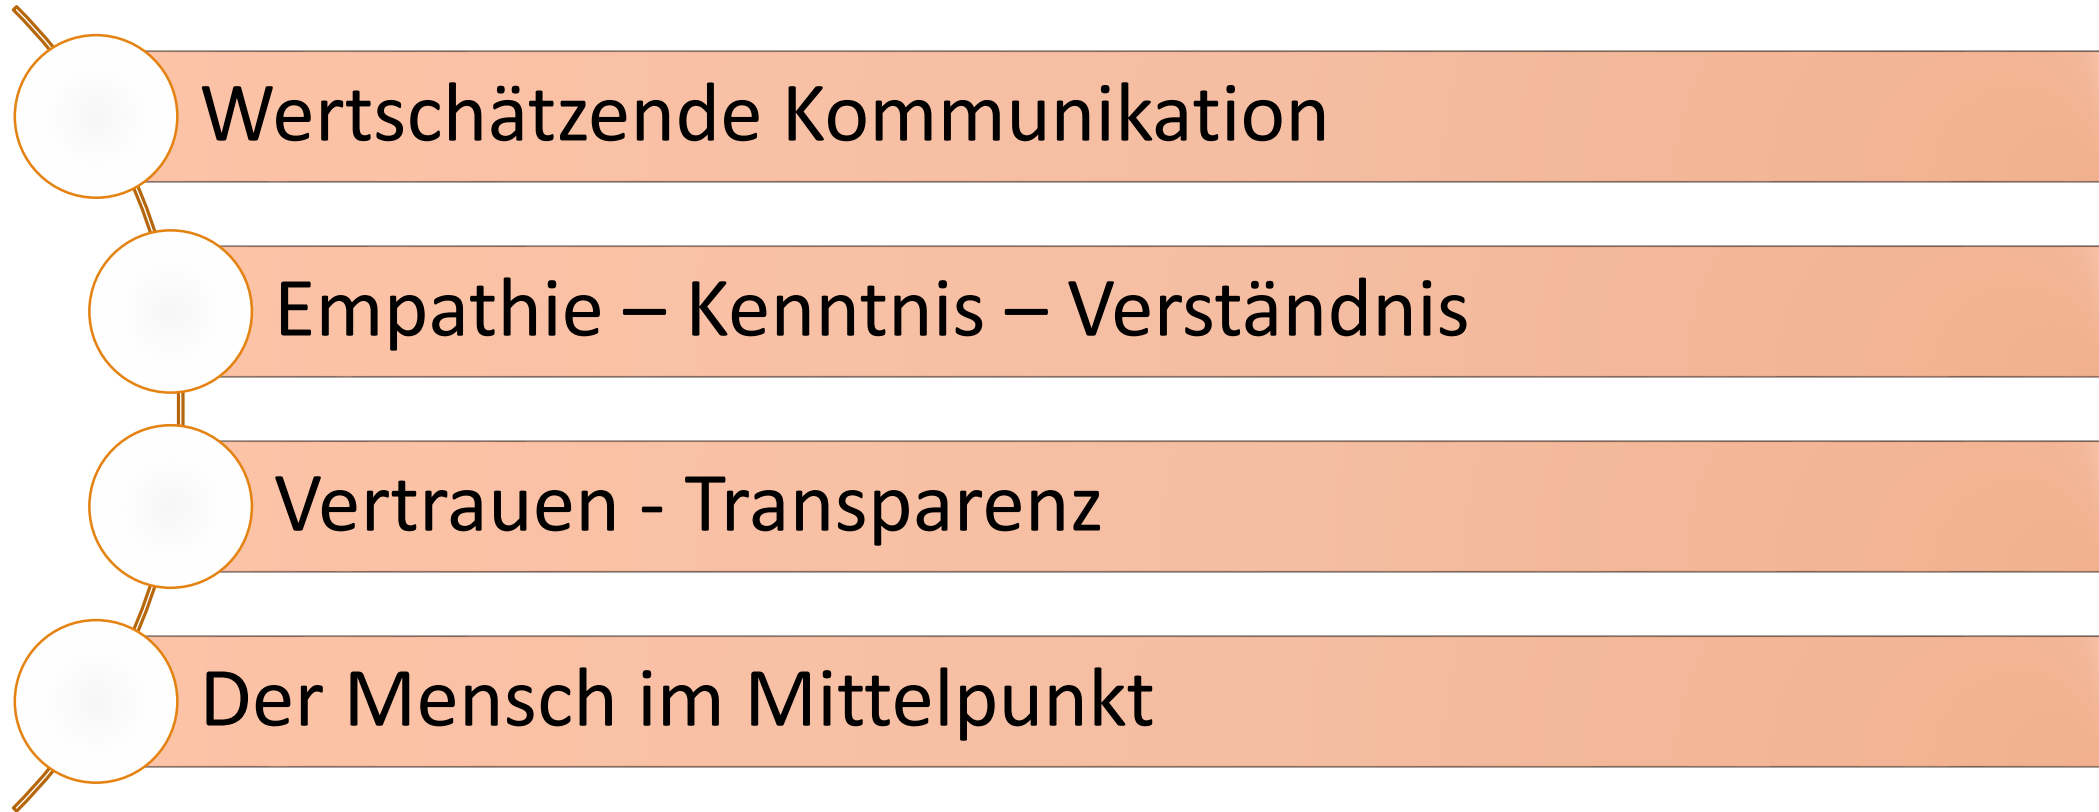 Wertschätzende Kommunikation
Empathie – Kenntnis – Verständnis
Vertrauen - Transparenz
Der Mensch im Mittelpunkt